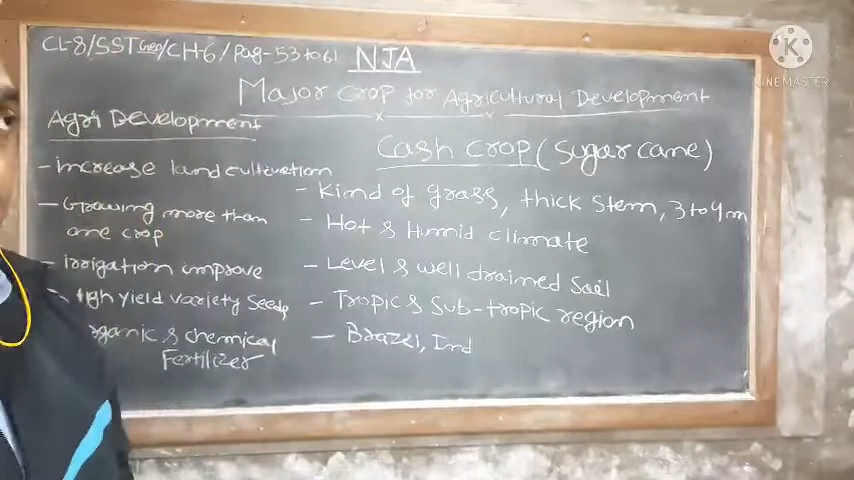 CL-8/SST Geo/CH-6/Pag-53 to 61
NJA
KINEMASTER
Major crop for Agricultural Development
Agri Development
- increase land cultivation
- Growing more than
one crop
- irrigation improve
High yield variety Seeds
organic & chemical
Fertilizer
Cash crop (Sugar cane)
- Kind of grass, thick stem, 3 to 4 m
- Hot & Humid climate
- Level & well drained Soil
- Tropic & Sub-tropic region
- Brazel, Ind